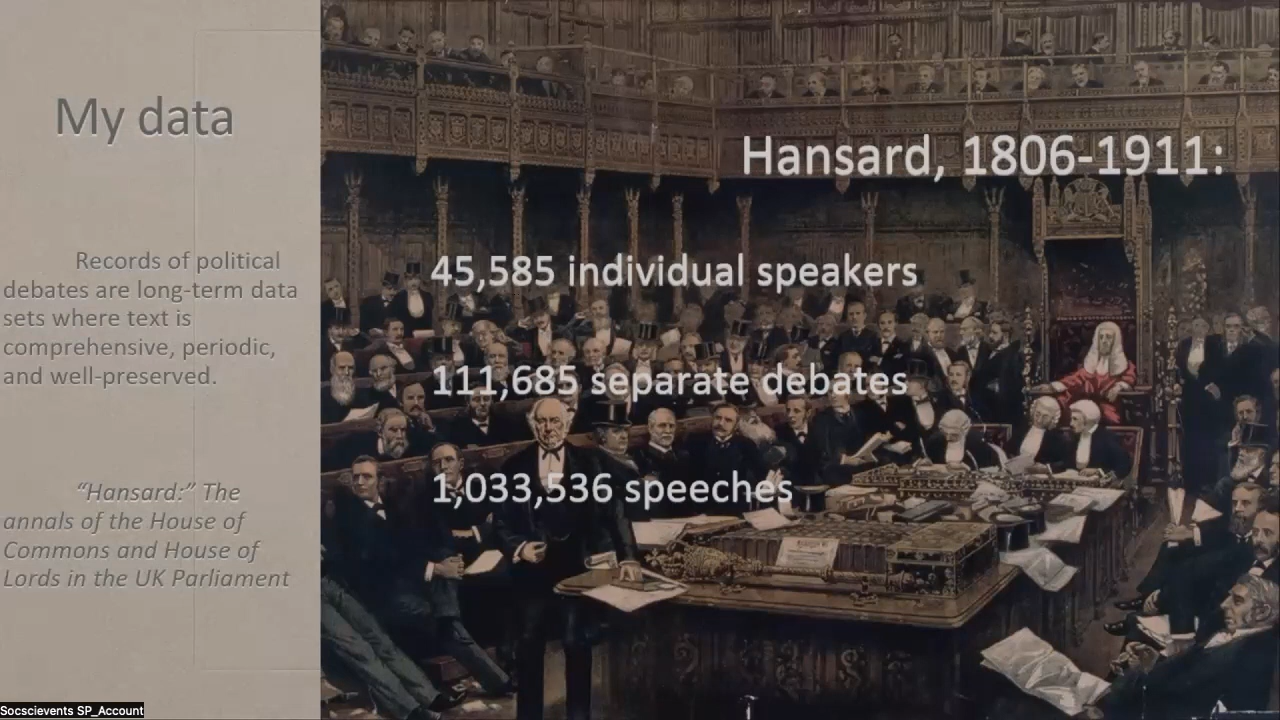 My data
Records of political
debates are long-term data
sets where text is
comprehensive, periodic,
and well-preserved.
“Hansard:” The
annals of the House of
Commons and House of
Lords in the UK Parliament
Hansard, 1806-1911:
45,585 individual speakers
111,685 separate debates
1,033,536 speeches
Socscievents SP_Account